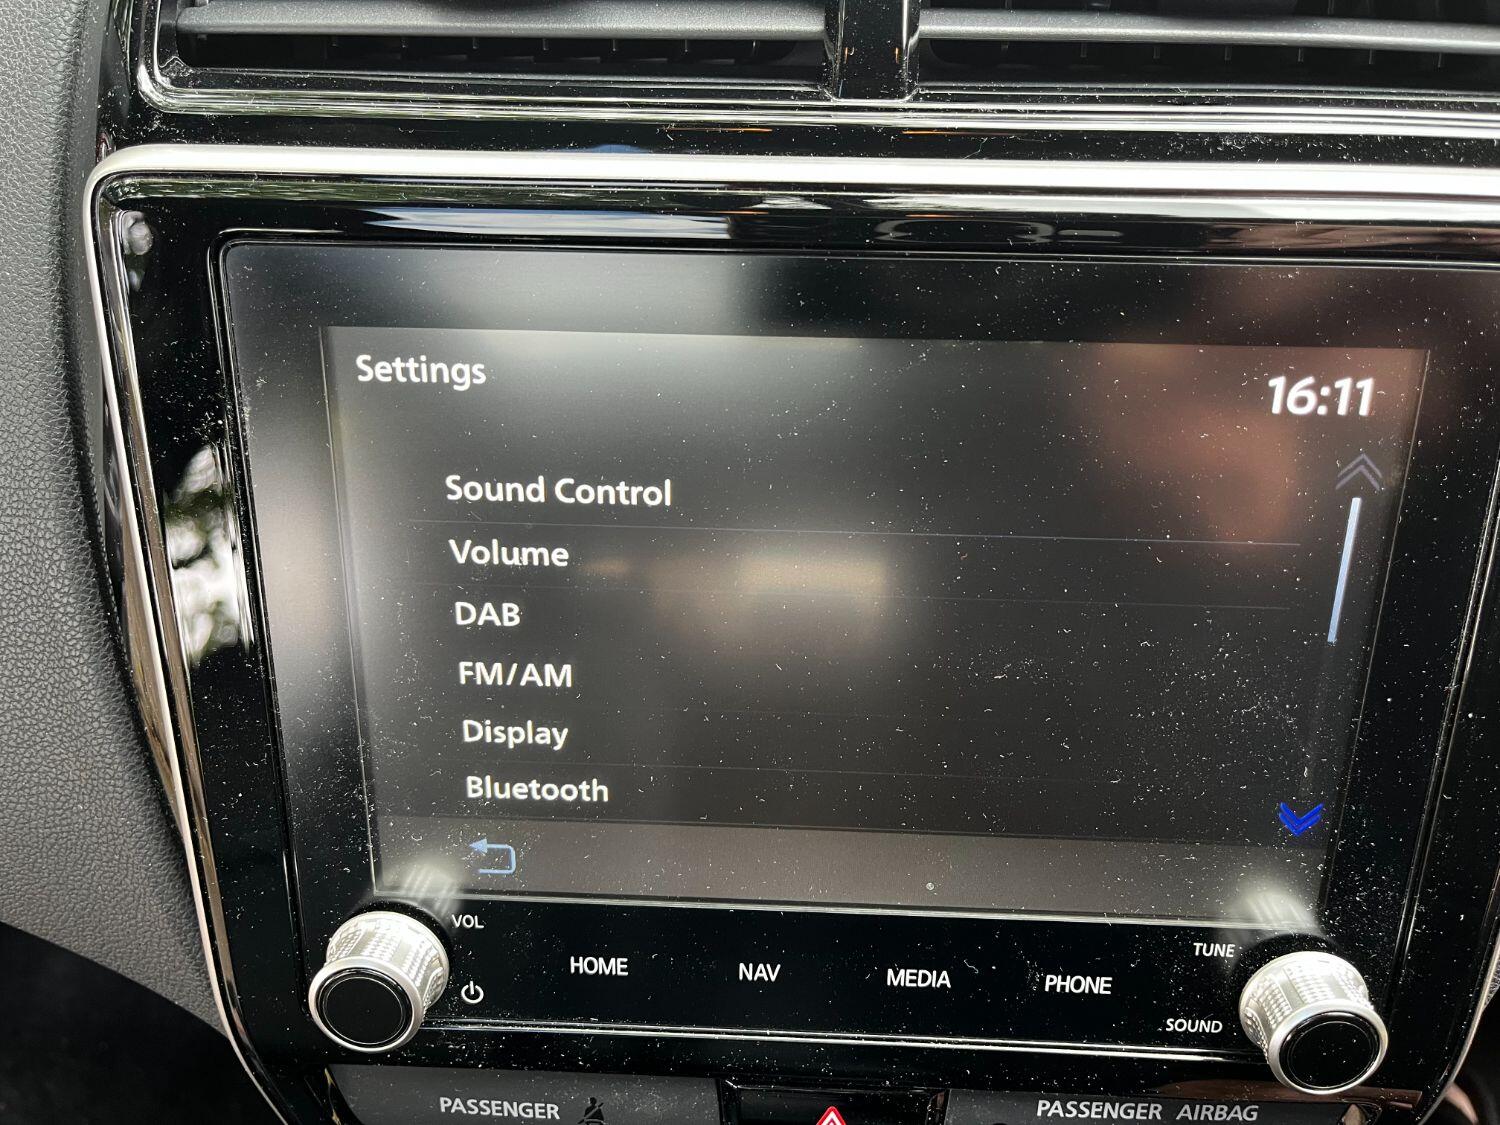 Settings
16:11
Sound Control
Volume
DAB
FM/AM
Display
Bluetooth
VOL
HOME
NAV
MEDIA
PHONE
TUNE
SOUND
PASSENGER
PASSENGER AIRBAG